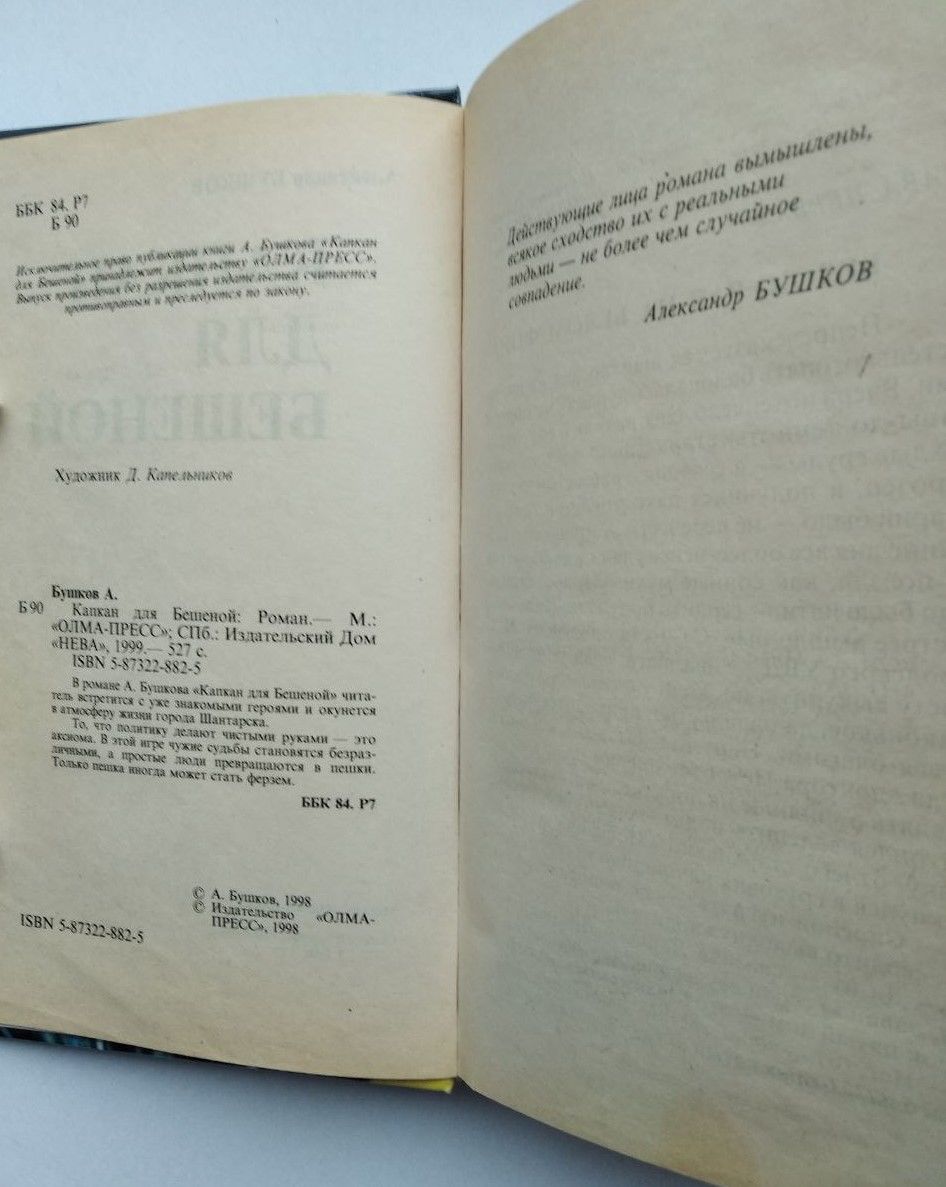 ББК 84. Р7
Б 90
Исключительное право публикации книги А. Бушкова «Капкан
для Бешеной» принадлежит издательству «ОЛМА-ПРЕСС».
Выпуск произведения без разрешения издательства считается
противоправным и преследуется по закону.
ДЛЯ
БЕШЕНОЙ
Художник Д. Капельников
Бушков А.
Б 90 Капкан для Бешеной: Роман.— М.:
«ОЛМА-ПРЕСС»; СПб.: Издательский Дом
«НЕВА», 1999.— 527 с.
ISBN 5-87322-882-5
В романе А. Бушкова «Капкан для Бешеной» чита-
тель встретится с уже знакомыми героями и окунется
в атмосферу жизни города Шантарска.
То, что политику делают чистыми руками — это
аксиома. В этой игре чужие судьбы становятся безраз-
личными, а простые люди превращаются в пешки.
Только пешка иногда может стать ферзем.
ББК 84. Р7
© А. Бушков, 1998
© Издательство «ОЛМА-
ПРЕСС», 1998
ISBN 5-87322-882-5
Действующие лица романа вымышлены,
всякое сходство их с реальными
людьми — не более чем случайное
совпадение.
Александр БУШКОВ